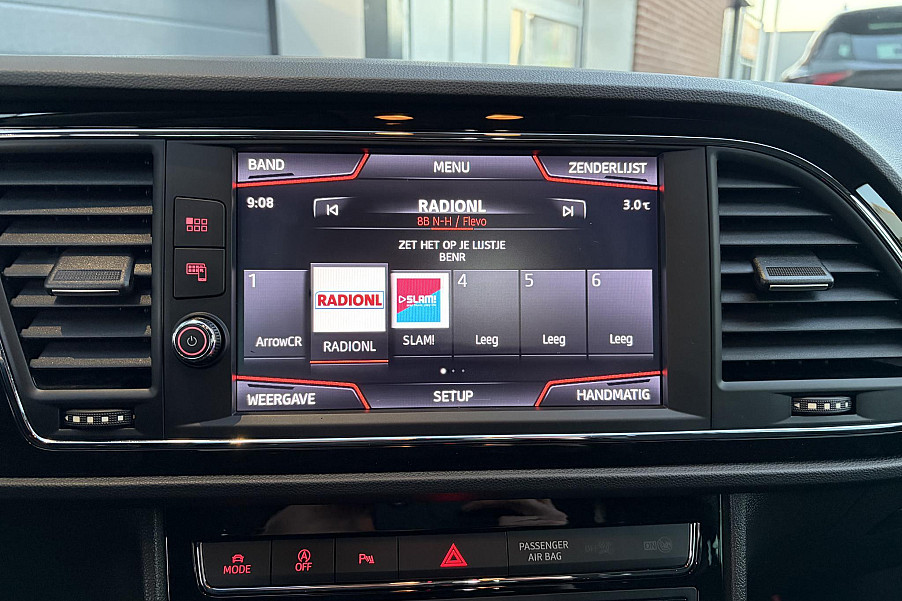 BAND
MENU
ZENDERLIJST
9:08
RADIONL
3.0℃
8B N-H / Flevo
ZET HET OP JE LIJSTJE
BENR
1
4
5
6
RADIONL
SLAM!
ArrowCR
RADIONL
SLAM!
Leeg
Leeg
Leeg
WEERGAVE
SETUP
HANDMATIG
MODE
A
OFF
P
PASSENGER
AIR BAG